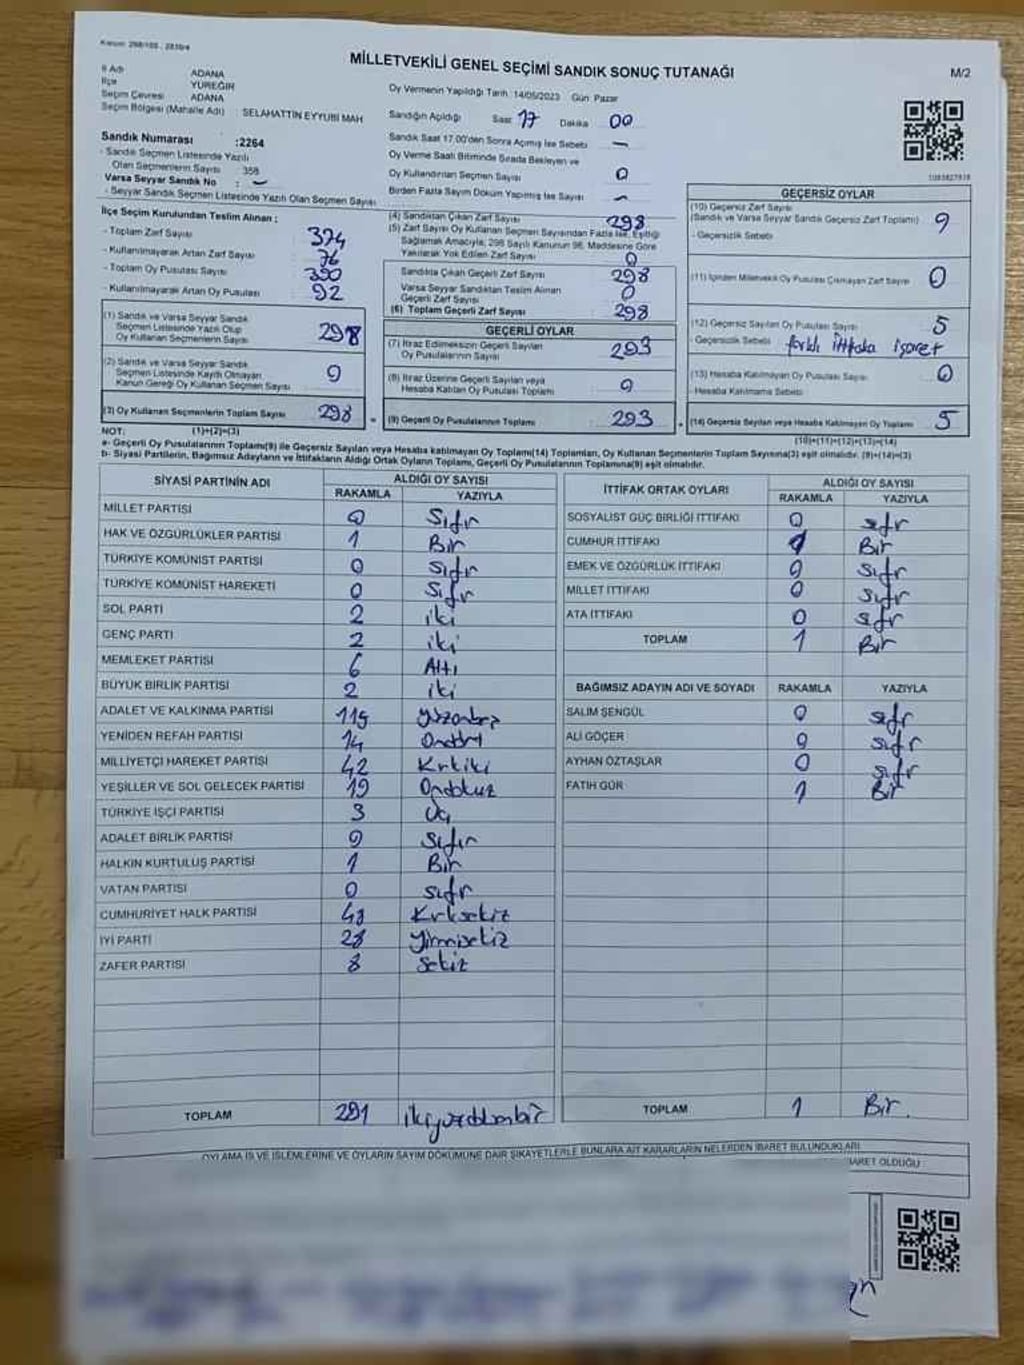 MİLLETVEKİLİ GENEL SEÇİMİ SANDIK SONUÇ TUTANAĞI
M/2
İl Adı ADANA
İlçe YÜREĞİR
Seçim Çevresi ADANA
Seçim Bölgesi (Mahalle Adı) : SELAHATTİN EYYUBİ MAH
Sandık Numarası :2264
- Sandık Seçmen Listesinde Yazılı
Olan Seçmenlerin Sayısı : 358
Varsa Seyyar Sandık No : -
- Seyyar Sandık Seçmen Listesinde Yazılı Olan Seçmen Sayısı
Oy Vermenin Yapıldığı Tarih :14/05/2023 Gün: Pazar
Sandığın Açıldığı Saat 17 Dakika 00
Sandık Saat 17.00'den Sonra Açılmış İse Sebebi -
Oy Verme Saati Bitiminde Sırada Bekleyen ve
Oy Kullandırılan Seçmen Sayısı 0
Birden Fazla Sayım Döküm Yapılmış İse Sayısı -
İlçe Seçim Kurulundan Teslim Alınan :
- Toplam Zarf Sayısı 374
- Kullanılmayarak Artan Zarf Sayısı 76
- Toplam Oy Pusulası Sayısı 390
- Kullanılmayarak Artan Oy Pusulası 92
(1) Sandık ve Varsa Seyyar Sandık
Seçmen Listesinde Yazılı Olup
Oy Kullanan Seçmenlerin Sayısı 298
(2) Sandık ve Varsa Seyyar Sandık
Seçmen Listesinde Kayıtlı Olmayan
Kanun Gereği Oy Kullanan Seçmen Sayısı 0
(3) Oy Kullanan Seçmenlerin Toplam Sayısı 298
(4) Sandıktan Çıkan Zarf Sayısı 298
(5) Zarf Sayısı Oy Kullanan Seçmen Sayısından Fazla İse, Eşitliği
Sağlamak Amacıyla, 298 Sayılı Kanunun 98. Maddesine Göre
Yakılarak Yok Edilen Zarf Sayısı 0
Sandıkta Çıkan Geçerli Zarf Sayısı 298
Varsa Seyyar Sandıktan Teslim Alınan
Geçerli Zarf Sayısı 0
(6) Toplam Geçerli Zarf Sayısı 298
GEÇERLİ OYLAR
(7) İtiraz Edilmeksizin Geçerli Sayılan
Oy Pusulalarının Sayısı 293
(8) İtiraz Üzerine Geçerli Sayılan veya
Hesaba Katılan Oy Pusulası Toplamı 0
(9) Geçerli Oy Pusulalarının Toplamı 293
GEÇERSİZ OYLAR
(10) Geçersiz Zarf Sayısı
(Sandık ve Varsa Seyyar Sandık Geçersiz Zarf Toplamı) 0
- Geçersizlik Sebebi
(11) İçinden Milletvekili Oy Pusulası Çıkmayan Zarf Sayısı 0
(12) Geçersiz Sayılan Oy Pusulası Sayısı 5
- Geçersizlik Sebebi farklı ittifaka işaret
(13) Hesaba Katılmayan Oy Pusulası Sayısı 0
- Hesaba Katılmama Sebebi
(14) Geçersiz Sayılan veya Hesaba Katılmayan Oy Toplamı 5
NOT: (1)+(2)=(3)
(10)+(11)+(12)+(13)=(14)
a- Geçerli Oy Pusulalarının Toplamı(9) ile Geçersiz Sayılan veya Hesaba katılmayan Oy Toplamı(14) Toplamları, Oy Kullanan Seçmenlerin Toplam Sayısına(3) eşit olmalıdır. (9)+(14)=(3)
b- Siyasi Partilerin, Bağımsız Adayların ve İttifakların Aldığı Ortak Oyların Toplamı, Geçerli Oy Pusulalarının Toplamına(9) eşit olmalıdır.
SİYASİ PARTİNİN ADI ALDIĞI OY SAYISI
RAKAMLA YAZIYLA
MİLLET PARTİSİ 0 Sıfır
HAK VE ÖZGÜRLÜKLER PARTİSİ 1 Bir
TÜRKİYE KOMÜNİST PARTİSİ 0 Sıfır
TÜRKİYE KOMÜNİST HAREKETİ 0 Sıfır
SOL PARTİ 2 iki
GENÇ PARTİ 2 iki
MEMLEKET PARTİSİ 6 Altı
BÜYÜK BİRLİK PARTİSİ 2 iki
ADALET VE KALKINMA PARTİSİ 115 yüzonbeş
YENİDEN REFAH PARTİSİ 14 Ondört
MİLLİYETÇİ HAREKET PARTİSİ 42 Kırkiki
YEŞİLLER VE SOL GELECEK PARTİSİ 19 Ondokuz
TÜRKİYE İŞÇİ PARTİSİ 3 Üç
ADALET BİRLİK PARTİSİ 0 Sıfır
HALKIN KURTULUŞ PARTİSİ 1 Bir
VATAN PARTİSİ 0 sıfır
CUMHURİYET HALK PARTİSİ 48 Kırksekiz
İYİ PARTİ 28 yirmisekiz
ZAFER PARTİSİ 8 Sekiz
TOPLAM 291 ikiyüzdoksanbir
İTTİFAK ORTAK OYLARI ALDIĞI OY SAYISI
RAKAMLA YAZIYLA
SOSYALİST GÜÇ BİRLİĞİ İTTİFAKI 0 sıfır
CUMHUR İTTİFAKI 1 Bir
EMEK VE ÖZGÜRLÜK İTTİFAKI 0 Sıfır
MİLLET İTTİFAKI 0 Sıfır
ATA İTTİFAKI 0 sıfır
TOPLAM 1 Bir
BAĞIMSIZ ADAYIN ADI VE SOYADI RAKAMLA YAZIYLA
SALİM ŞENGÜL 0 sıfır
ALİ GÖÇER 0 sıfır
AYHAN ÖZTAŞLAR 0 sıfır
FATİH GÜR 1 Bir
TOPLAM 1 Bir.
OYLAMA İŞ VE İŞLEMLERİNE VE OYLARIN SAYIM DÖKÜMÜNE DAİR ŞİKAYETLERLE BUNLARA AİT KARARLARIN NELERDEN İBARET BULUNDUKLARI
İBARET OLDUĞU :